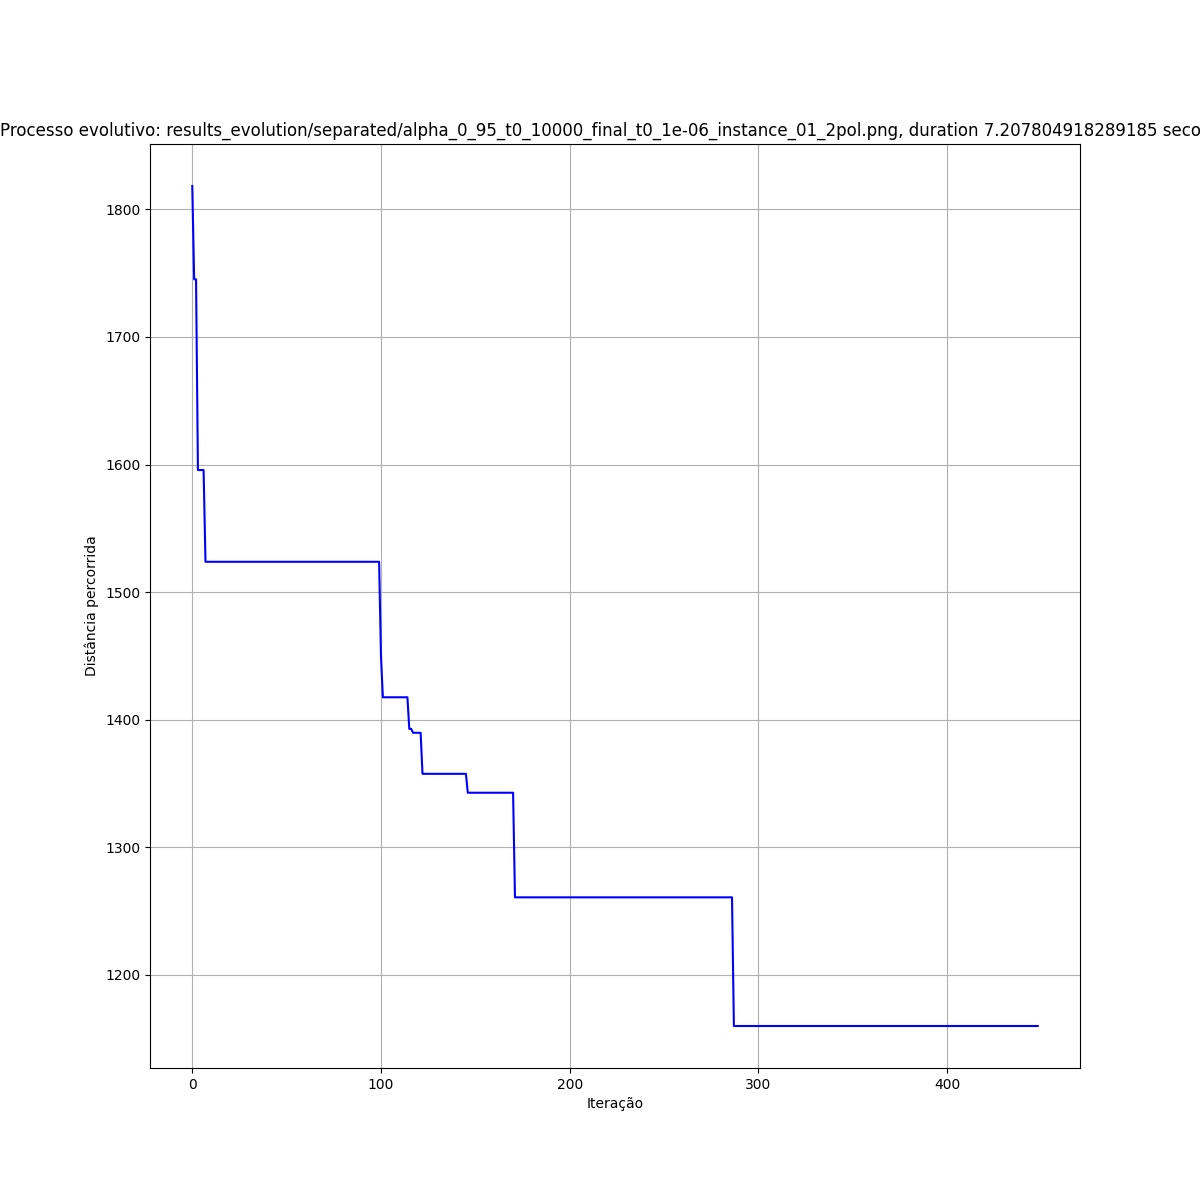 Processo evolutivo: results_evolution/separated/alpha_0_95_t0_10000_final_t0_1e-06_instance_01_2pol.png, duration 7.207804918289185 seco
1800
1700
1600
1500
1400
1300
1200
Distância percorrida
0 100 200 300 400
Iteração